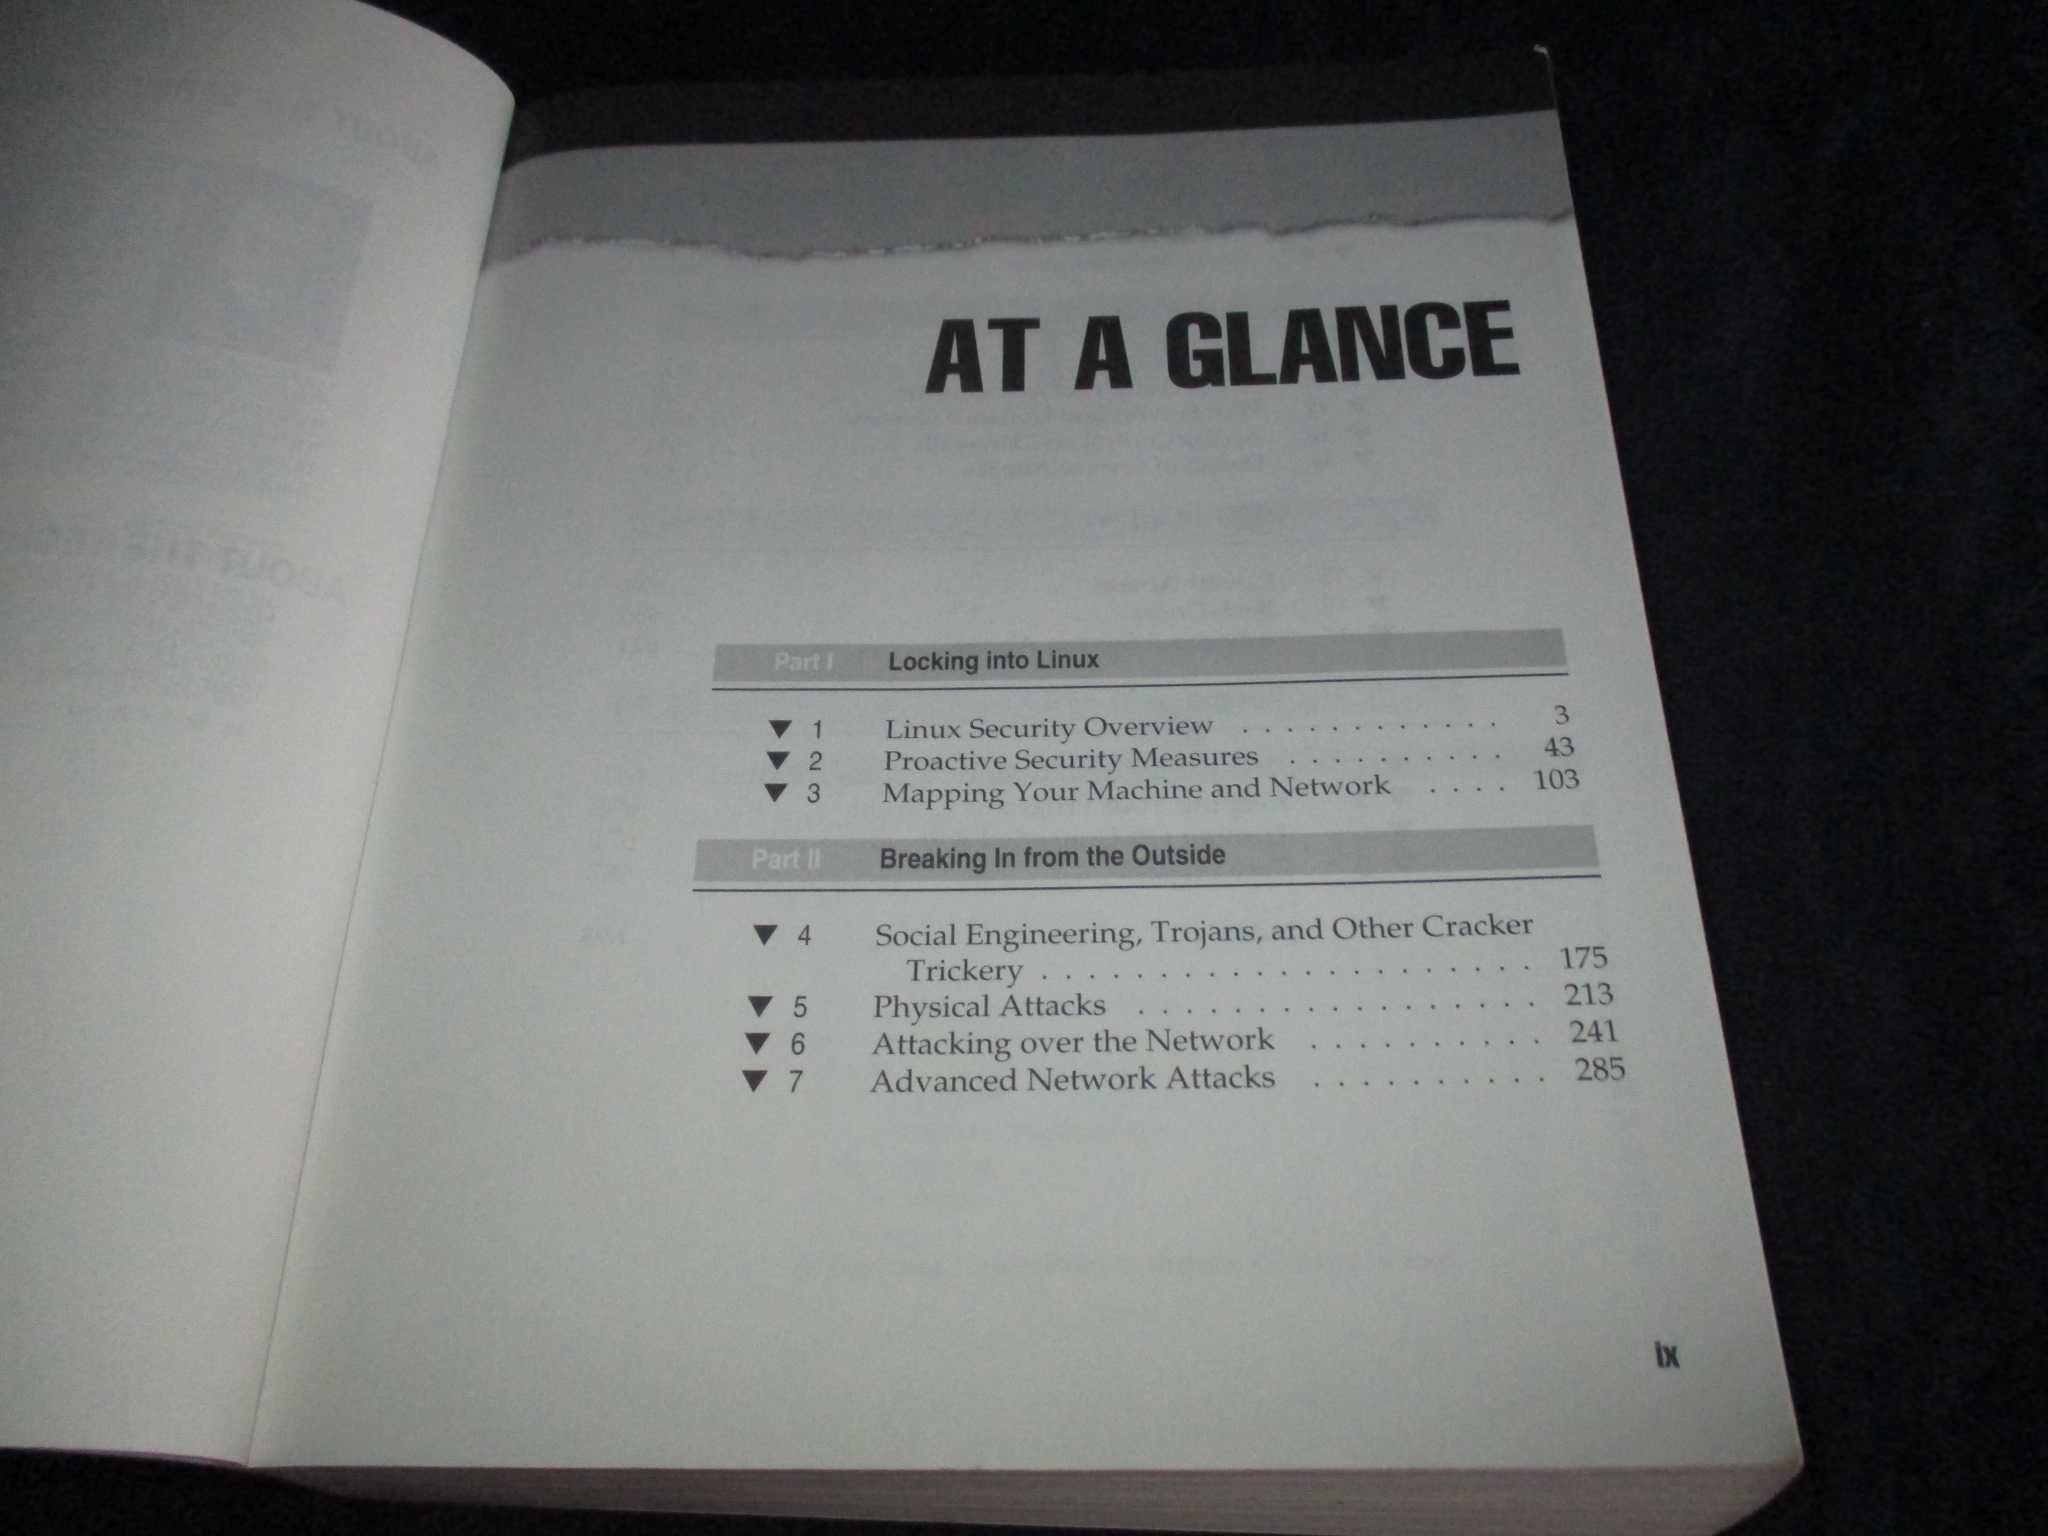 AT A GLANCE
Part I Locking into Linux
▼ 1 Linux Security Overview . . . . . . . . . . . . 3
▼ 2 Proactive Security Measures . . . . . . . . . . 43
▼ 3 Mapping Your Machine and Network . . . . 103
Part II Breaking In from the Outside
▼ 4 Social Engineering, Trojans, and Other Cracker
Trickery . . . . . . . . . . . . . . . . . . . . 175
▼ 5 Physical Attacks . . . . . . . . . . . . . . . . . 213
▼ 6 Attacking over the Network . . . . . . . . . . 241
▼ 7 Advanced Network Attacks . . . . . . . . . . 285
ix